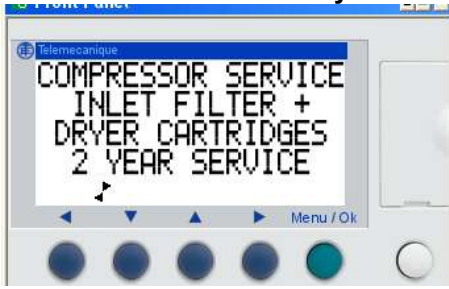 Front Panel
Telemecanique
COMPRESSOR SERVICE
INLET FILTER +
DRYER CARTRIDGES
2 YEAR SERVICE
Menu / Ok